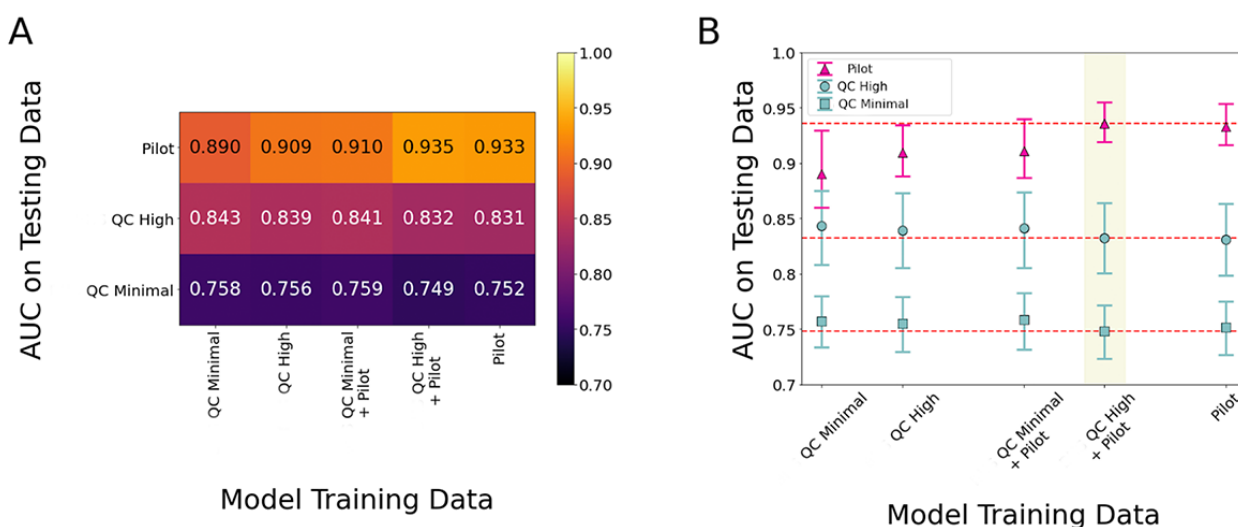 A
AUC on Testing Data
Pilot
QC High
QC Minimal
0.890 0.909 0.910 0.935 0.933
0.843 0.839 0.841 0.832 0.831
0.758 0.756 0.759 0.749 0.752
QC Minimal
QC High
QC Minimal
+ Pilot
QC High
+ Pilot
Pilot
Model Training Data
1.00
0.95
0.90
0.85
0.80
0.75
0.70
B
AUC on Testing Data
1.0
0.95
0.9
0.85
0.8
0.75
0.7
Pilot
QC High
QC Minimal
QC Minimal
QC High
QC Minimal
+ Pilot
QC High
+ Pilot
Pilot
Model Training Data